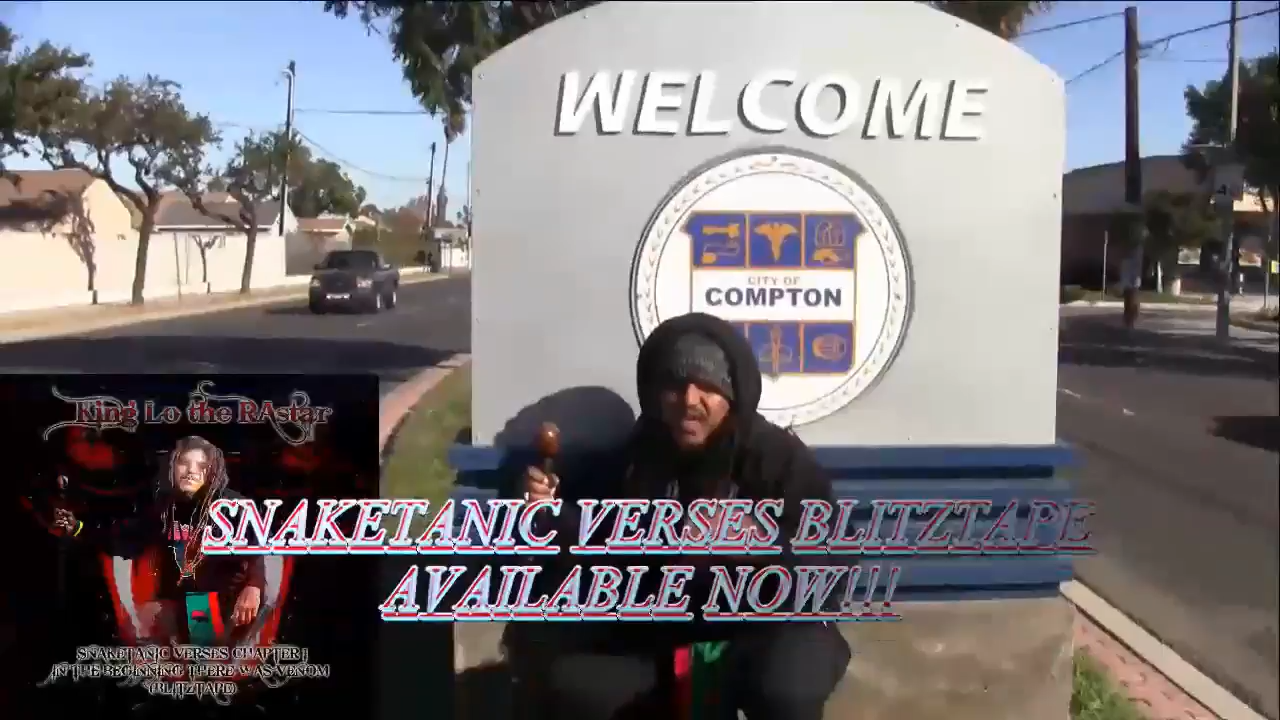 WELCOME
CITY OF
COMPTON
King Lo the RAstar
SNAKETANIC VERSES BLITZTAPE
AVAILABLE NOW!!!
SNAKETANIC VERSES CHAPTER 1
IN THE BEGINNING THERE WAS VENOM
(BLITZTAPE)